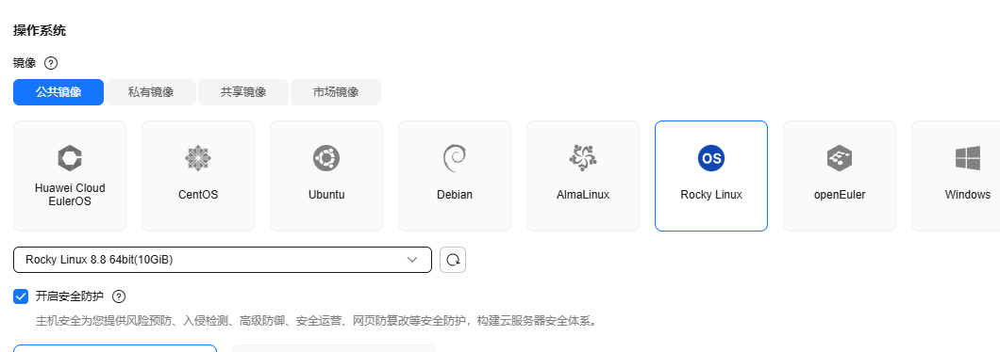 操作系统
镜像 ?
公共镜像 私有镜像 共享镜像 市场镜像
OS
Huawei Cloud EulerOS CentOS Ubuntu Debian AlmaLinux Rocky Linux openEuler Windows
Rocky Linux 8.8 64bit(10GiB)
开启安全防护 ?
主机安全为您提供风险预防、入侵检测、高级防御、安全运营、网页防篡改等安全防护，构建云服务器安全体系。